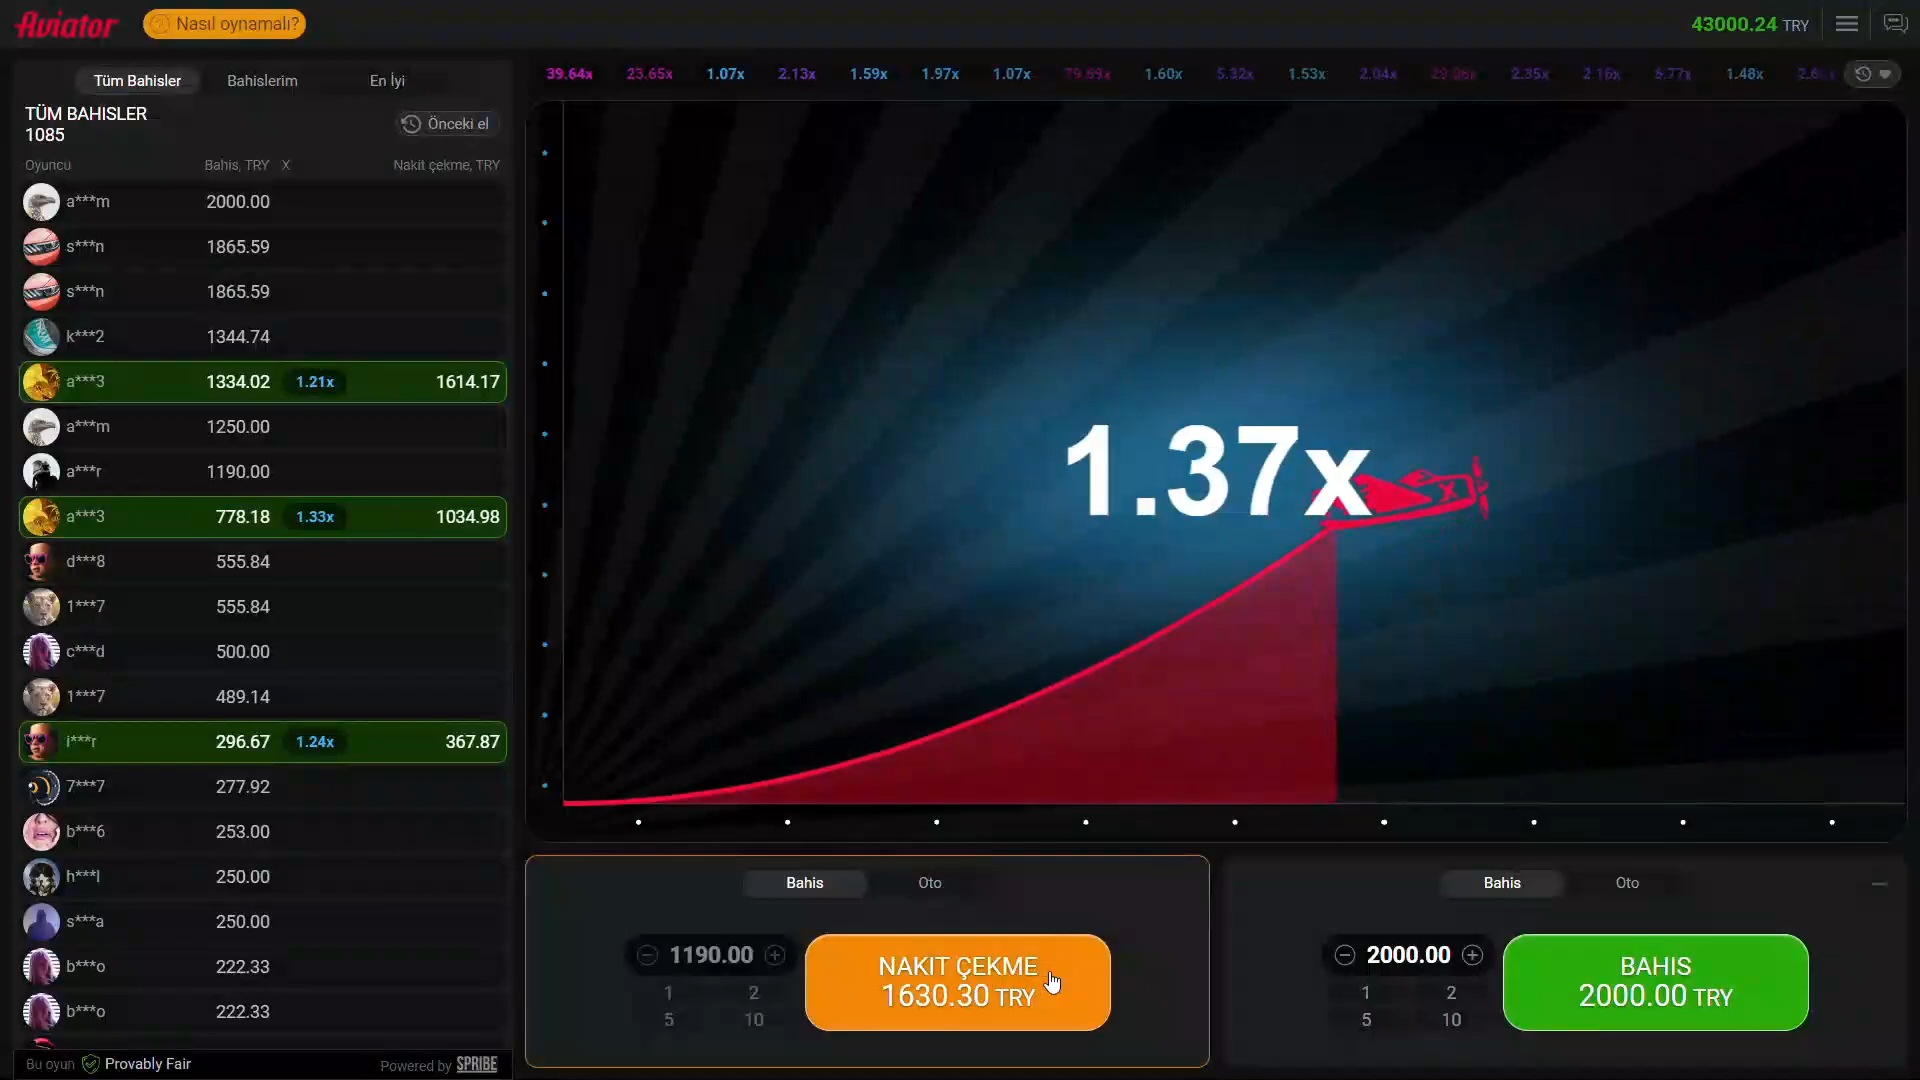 Aviator
Nasıl oynamalı?
43000.24 TRY
Tüm Bahisler
Bahislerim
En İyi
39.64x 23.65x 1.07x 2.13x 1.59x 1.97x 1.07x 79.69x 1.60x 5.32x 1.53x 2.04x 2.35x 2.16x 1.48x
TÜM BAHISLER
1085
Önceki el
Oyuncu Bahis, TRY X Nakit çekme, TRY
a***m 2000.00
s***n 1865.59
s***n 1865.59
k***2 1344.74
a***3 1334.02 1.21x 1614.17
a***m 1250.00
a***r 1190.00
a***3 778.18 1.33x 1034.98
d***8 555.84
1***7 555.84
c***d 500.00
1***7 489.14
i***r 296.67 1.24x 367.87
7***7 277.92
b***6 253.00
h***l 250.00
s***a 250.00
b***o 222.33
b***o 222.33
Bu oyun Provably Fair
Powered by SPRIBE
1.37x
X
Bahis Oto
1190.00
1 2
5 10
NAKIT ÇEKME
1630.30 TRY
Bahis Oto
2000.00
1 2
5 10
BAHIS
2000.00 TRY